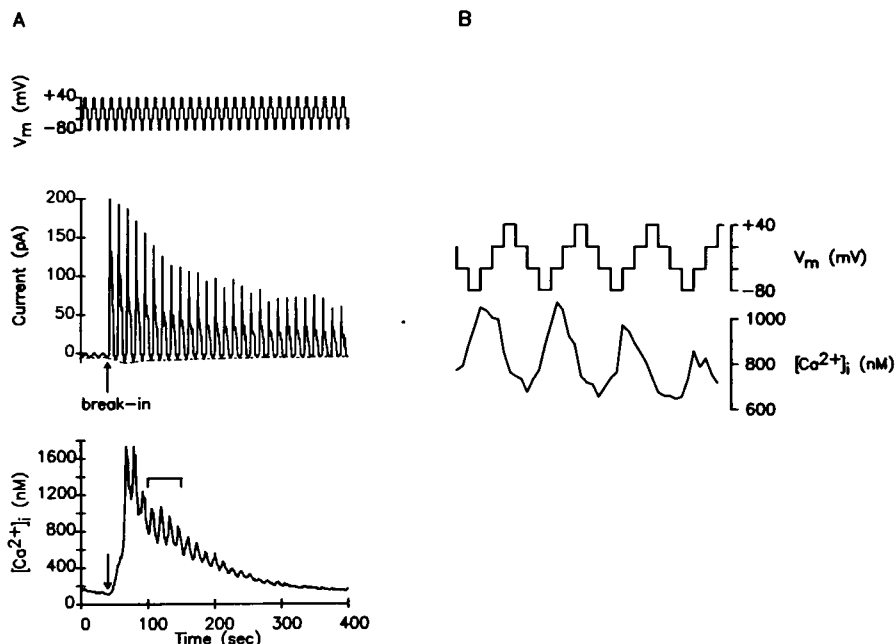 A
B
+40
-80
Vm (mV)
200
150
100
50
0
Current (pA)
break-in
+40
-80
Vm (mV)
1000
800
600
[Ca2+]i (nM)
1600
1200
800
400
0
[Ca2+]i (nM)
0 100 200 300 400
Time (sec)